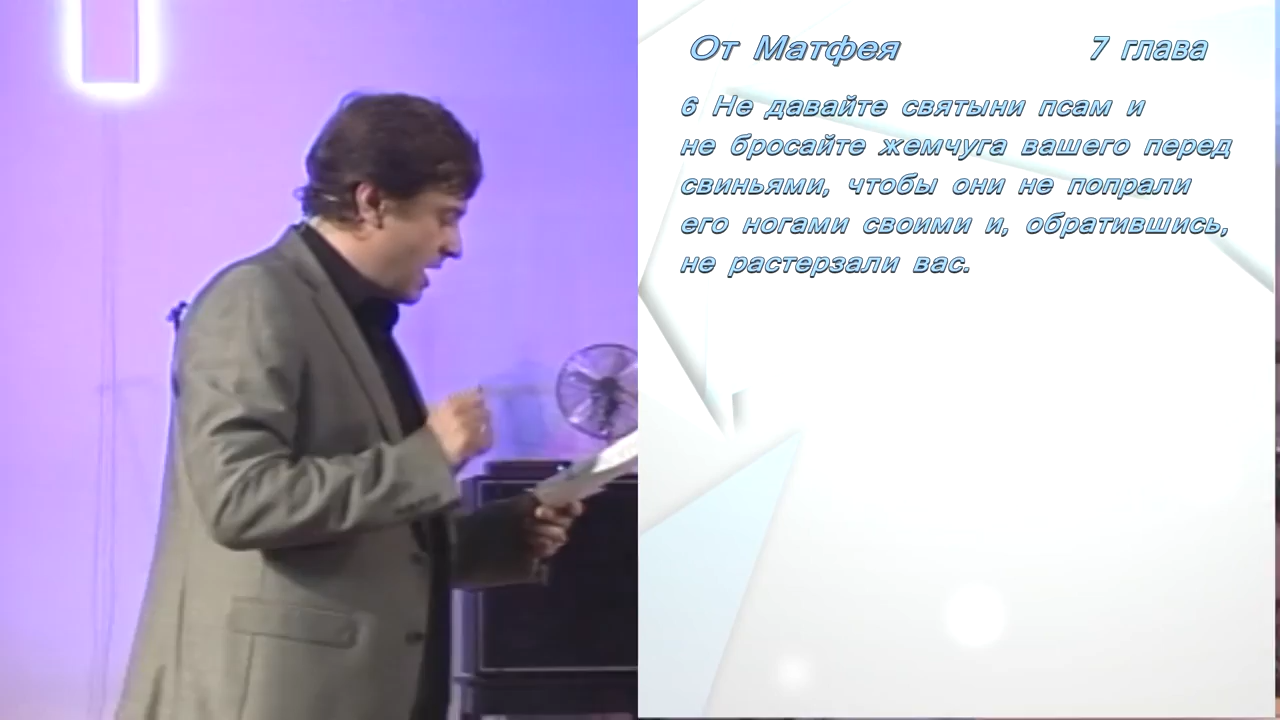 От Матфея 7 глава
6 Не давайте святыни псам и
не бросайте жемчуга вашего перед
свиньями, чтобы они не попрали
его ногами своими и, обратившись,
не растерзали вас.